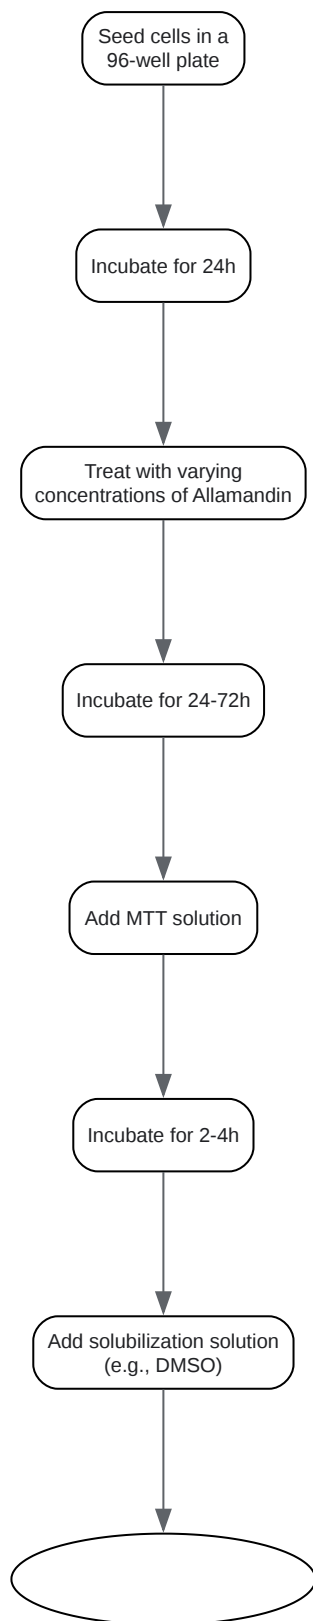 Seed cells in a
96-well plate
Incubate for 24h
Treat with varying
concentrations of Allamandin
Incubate for 24-72h
Add MTT solution
Incubate for 2-4h
Add solubilization solution
(e.g., DMSO)